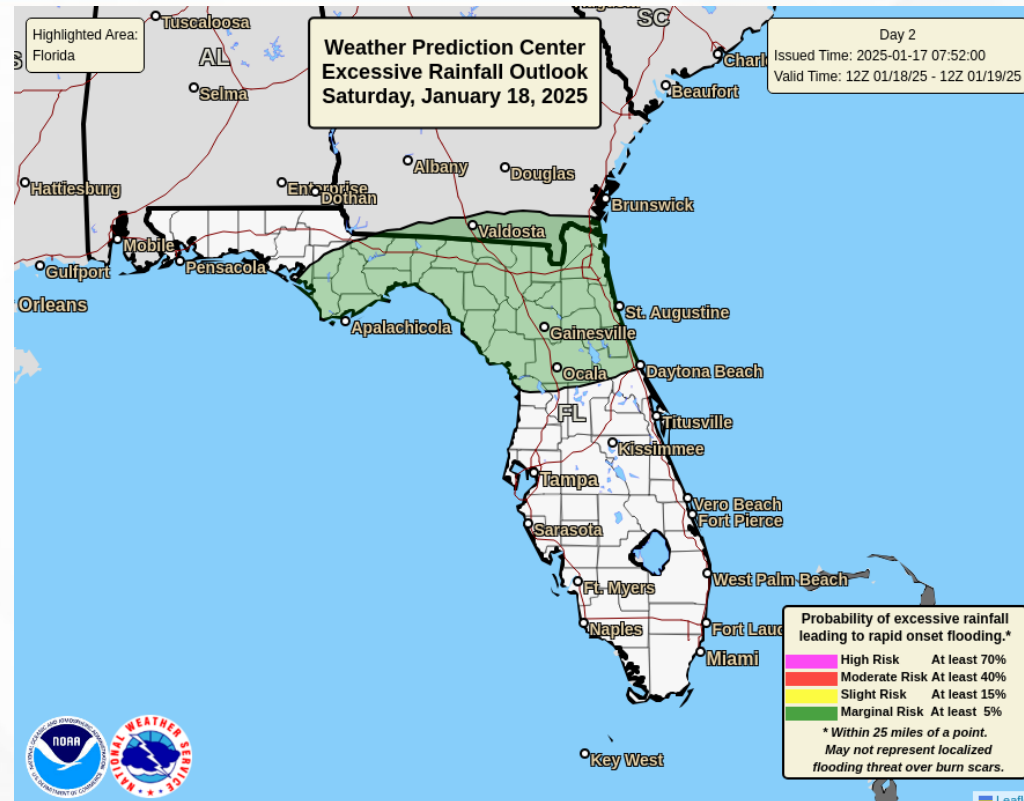 Highlighted Area:
Florida
Weather Prediction Center
Excessive Rainfall Outlook
Saturday, January 18, 2025
Day 2
Issued Time: 2025-01-17 07:52:00
Valid Time: 12Z 01/18/25 - 12Z 01/19/25
Tuscaloosa
SC
AL
Selma
Beaufort
Albany
Douglas
Hattiesburg
Enterprise
Dothan
Brunswick
Valdosta
Mobile
Pensacola
Gulfport
Orleans
St. Augustine
Apalachicola
Gainesville
Ocala
Daytona Beach
FL
Titusville
Kissimmee
Tampa
Vero Beach
Fort Pierce
Sarasota
West Palm Beach
Ft. Myers
Naples
Fort Laud
Miami
Key West
Probability of excessive rainfall
leading to rapid onset flooding.*
High Risk At least 70%
Moderate Risk At least 40%
Slight Risk At least 15%
Marginal Risk At least 5%
* Within 25 miles of a point.
May not represent localized
flooding threat over burn scars.
NOAA
NATIONAL WEATHER SERVICE